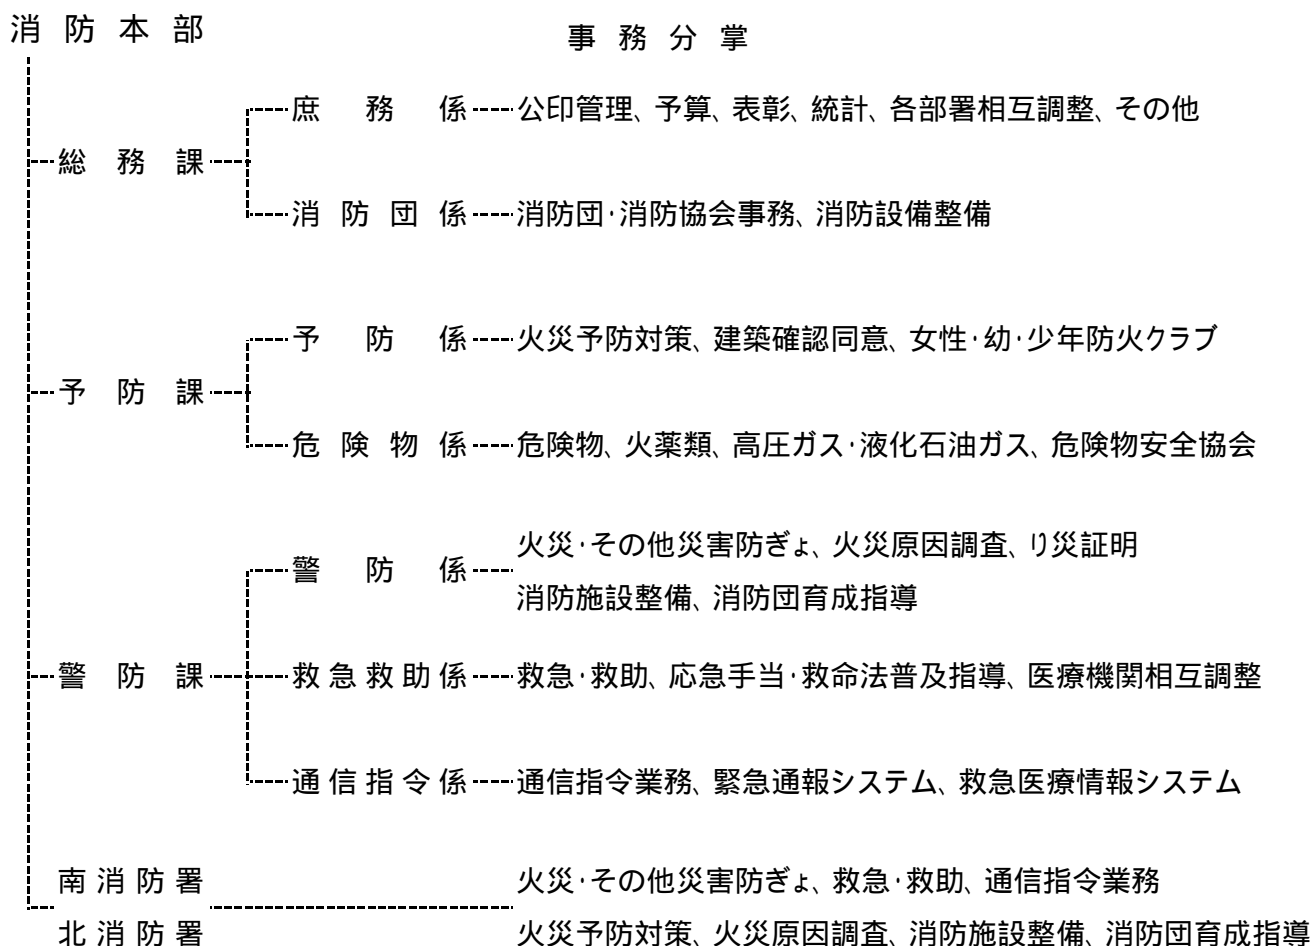 消防本部 事務分掌
庶務係 公印管理、予算、表彰、統計、各部署相互調整、その他
総務課
消防団係 消防団・消防協会事務、消防設備整備
予防係 火災予防対策、建築確認同意、女性・幼・少年防火クラブ
予防課
危険物係 危険物、火薬類、高圧ガス・液化石油ガス、危険物安全協会
火災・その他災害防ぎょ、火災原因調査、り災証明
警防係
消防施設整備、消防団育成指導
警防課 救急救助係 救急・救助、応急手当・救命法普及指導、医療機関相互調整
通信指令係 通信指令業務、緊急通報システム、救急医療情報システム
南消防署 火災・その他災害防ぎょ、救急・救助、通信指令業務
北消防署 火災予防対策、火災原因調査、消防施設整備、消防団育成指導